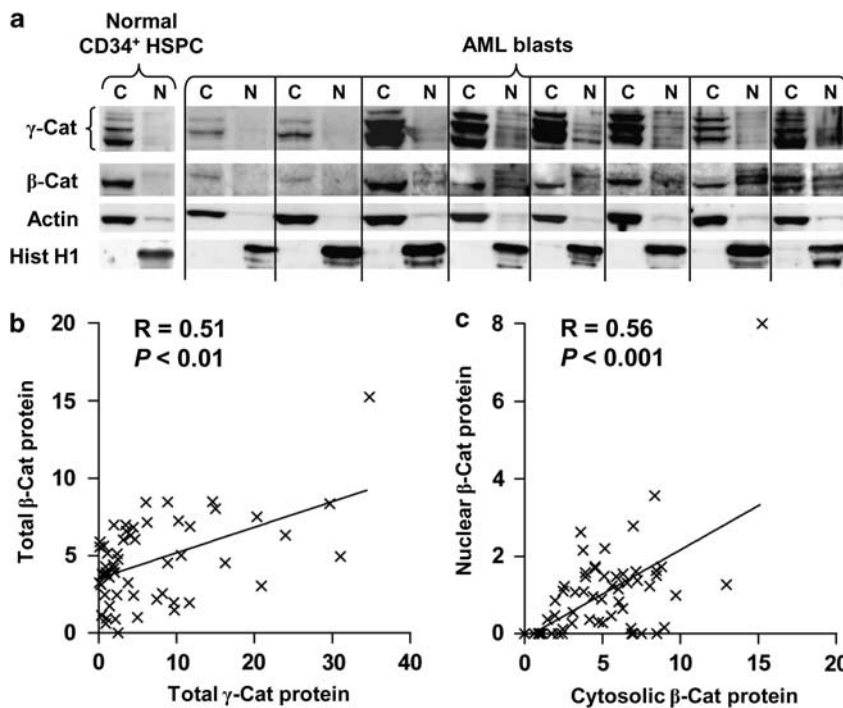 a
Normal
CD34⁺ HSPC
AML blasts
C N C N C N C N C N C N C N C N C N
γ-Cat
β-Cat
Actin
Hist H1
b
R = 0.51
P < 0.01
Total β-Cat protein
20
15
10
5
0
0 10 20 30 40
Total γ-Cat protein
c
R = 0.56
P < 0.001
Nuclear β-Cat protein
8
6
4
2
0
0 5 10 15 20
Cytosolic β-Cat protein